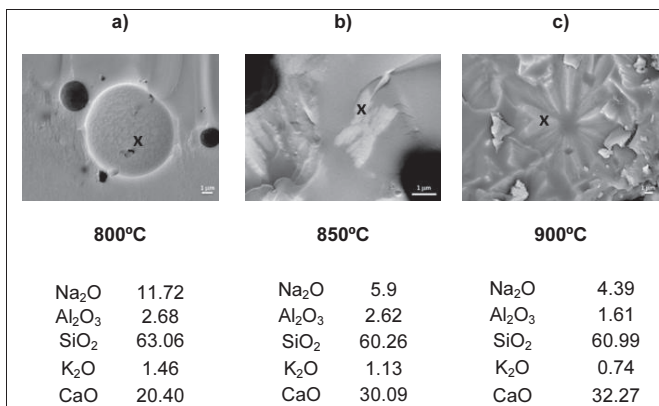 a) b) c)
X X X
1 µm 1 µm 1 µm
800ºC 850ºC 900ºC
Na₂O 11.72 Na₂O 5.9 Na₂O 4.39
Al₂O₃ 2.68 Al₂O₃ 2.62 Al₂O₃ 1.61
SiO₂ 63.06 SiO₂ 60.26 SiO₂ 60.99
K₂O 1.46 K₂O 1.13 K₂O 0.74
CaO 20.40 CaO 30.09 CaO 32.27